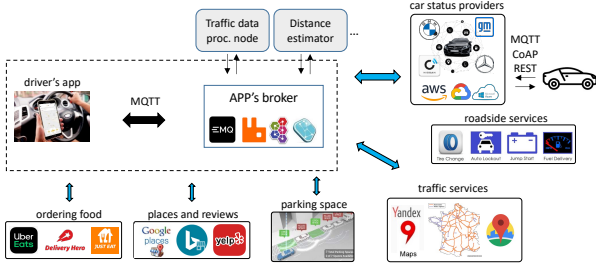 Traffic data
proc. node
Distance
estimator
...
car status providers
gm
aws
MQTT
CoAP
REST
driver's app
MQTT
APP's broker
EMQ
roadside services
Tire Change
Auto Lockout
Jump Start
Fuel Delivery
ordering food
Uber
Eats
Delivery Hero
JUST EAT
places and reviews
Google
places
yelp
parking space
traffic services
Yandex
Maps